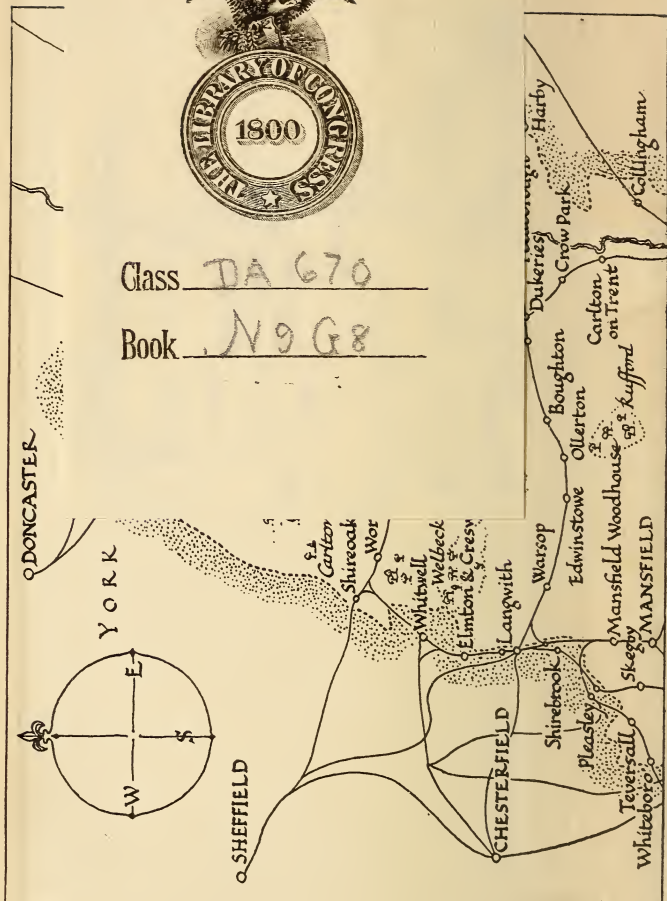 THE LIBRARY OF CONGRESS
1800
Class DA 670
Book .N9 G8
DONCASTER
YORK
W
E
S
SHEFFIELD
CHESTERFIELD
Carlton
Shireoak
Wor
Whitwell
Welbeck
Elmton & Cresw
Langwith
Shirebrook
Pleasley
Teversall
Whiteboro
Skegby
MANSFIELD
Mansfield Woodhouse
Warsop
Edwinstowe
Ollerton
Boughton
Rufford
Dukeries
Crow Park
Carlton
on Trent
Harby
Collingham